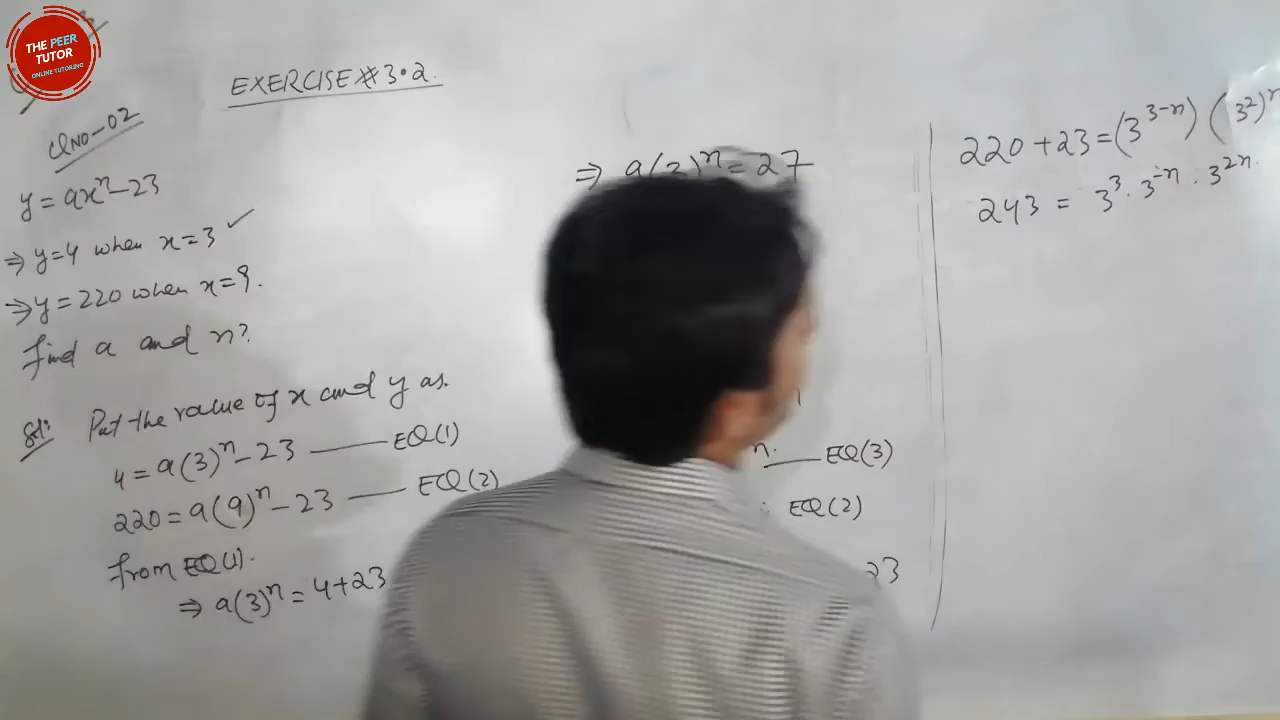 THE PEER
TUTOR
ONLINE TUTORING
EXERCISE#3.2.
QNO-02
y = ax^n - 23
⇒ y=4 when x=3 ✓
⇒ y=220 when x=9.
find a and n?
Sol: Put the value of x and y as.
4 = a(3)^n - 23 —— EQ(1)
220 = a(9)^n - 23 —— EQ(2)
from EQ(1).
⇒ a(3)^n = 4+23
⇒ a(3)^n = 27
n. —— EQ(3)
EQ(2)
23
220 + 23 = (3^{3-n}) (3^2)^n
243 = 3^3 . 3^{-n} . 3^{2n}.